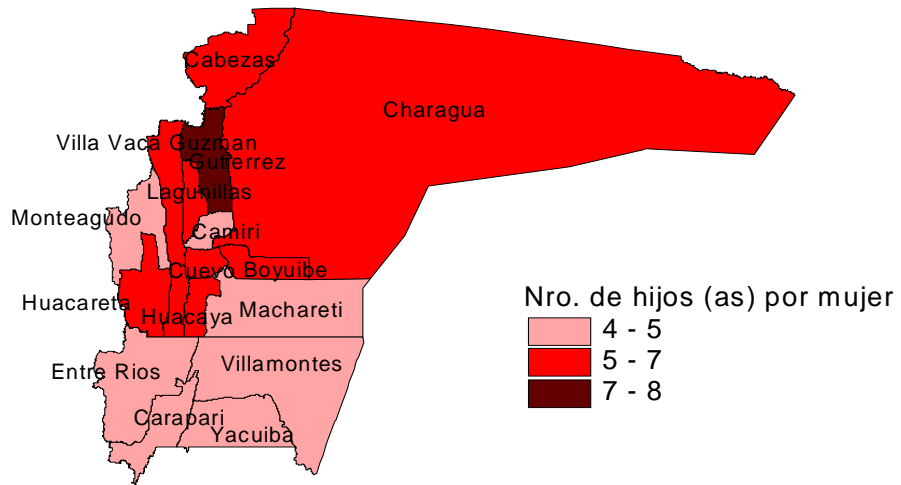 Cabezas
Charagua
Villa Vaca Guzman
Gutierrez
Lagunillas
Monteagudo
Camiri
Cuevo Boyuibe
Huacareta
Huacaya
Machareti
Nro. de hijos (as) por mujer
4 - 5
5 - 7
7 - 8
Entre Rios
Villamontes
Carapari
Yacuiba